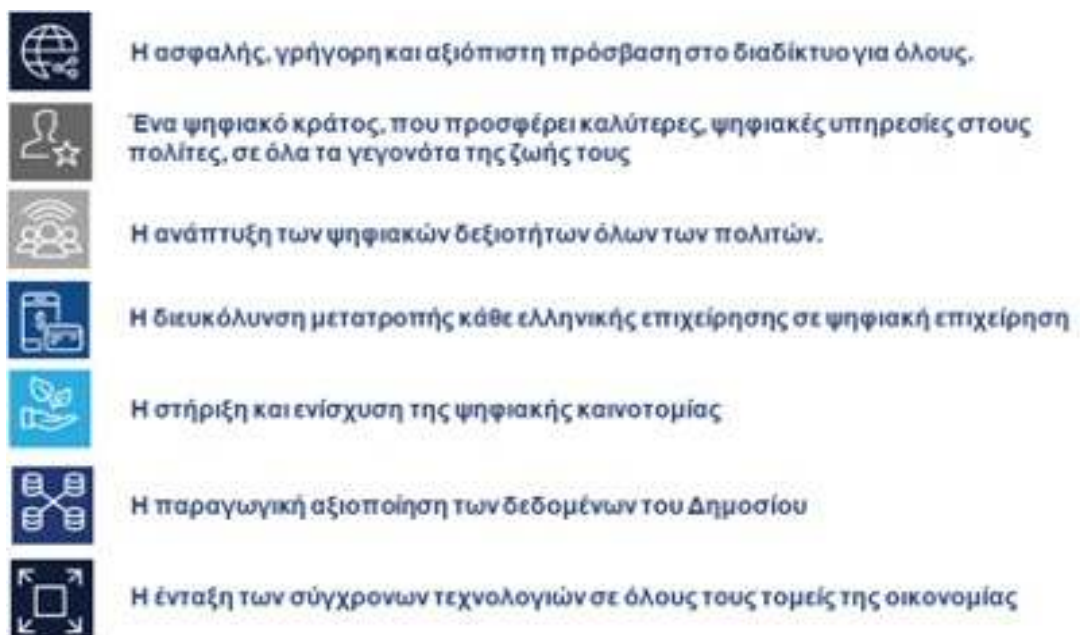 Η ασφαλής, γρήγορη και αξιόπιστη πρόσβαση στο διαδίκτυο για όλους.
Ένα ψηφιακό κράτος, που προσφέρει καλύτερες, ψηφιακές υπηρεσίες στους
πολίτες, σε όλα τα γεγονότα της ζωής τους
Η ανάπτυξη των ψηφιακών δεξιοτήτων όλων των πολιτών.
Η διευκόλυνση μετατροπής κάθε ελληνικής επιχείρησης σε ψηφιακή επιχείρηση
Η στήριξη και ενίσχυση της ψηφιακής καινοτομίας
Η παραγωγική αξιοποίηση των δεδομένων του Δημοσίου
Η ένταξη των σύγχρονων τεχνολογιών σε όλους τους τομείς της οικονομίας